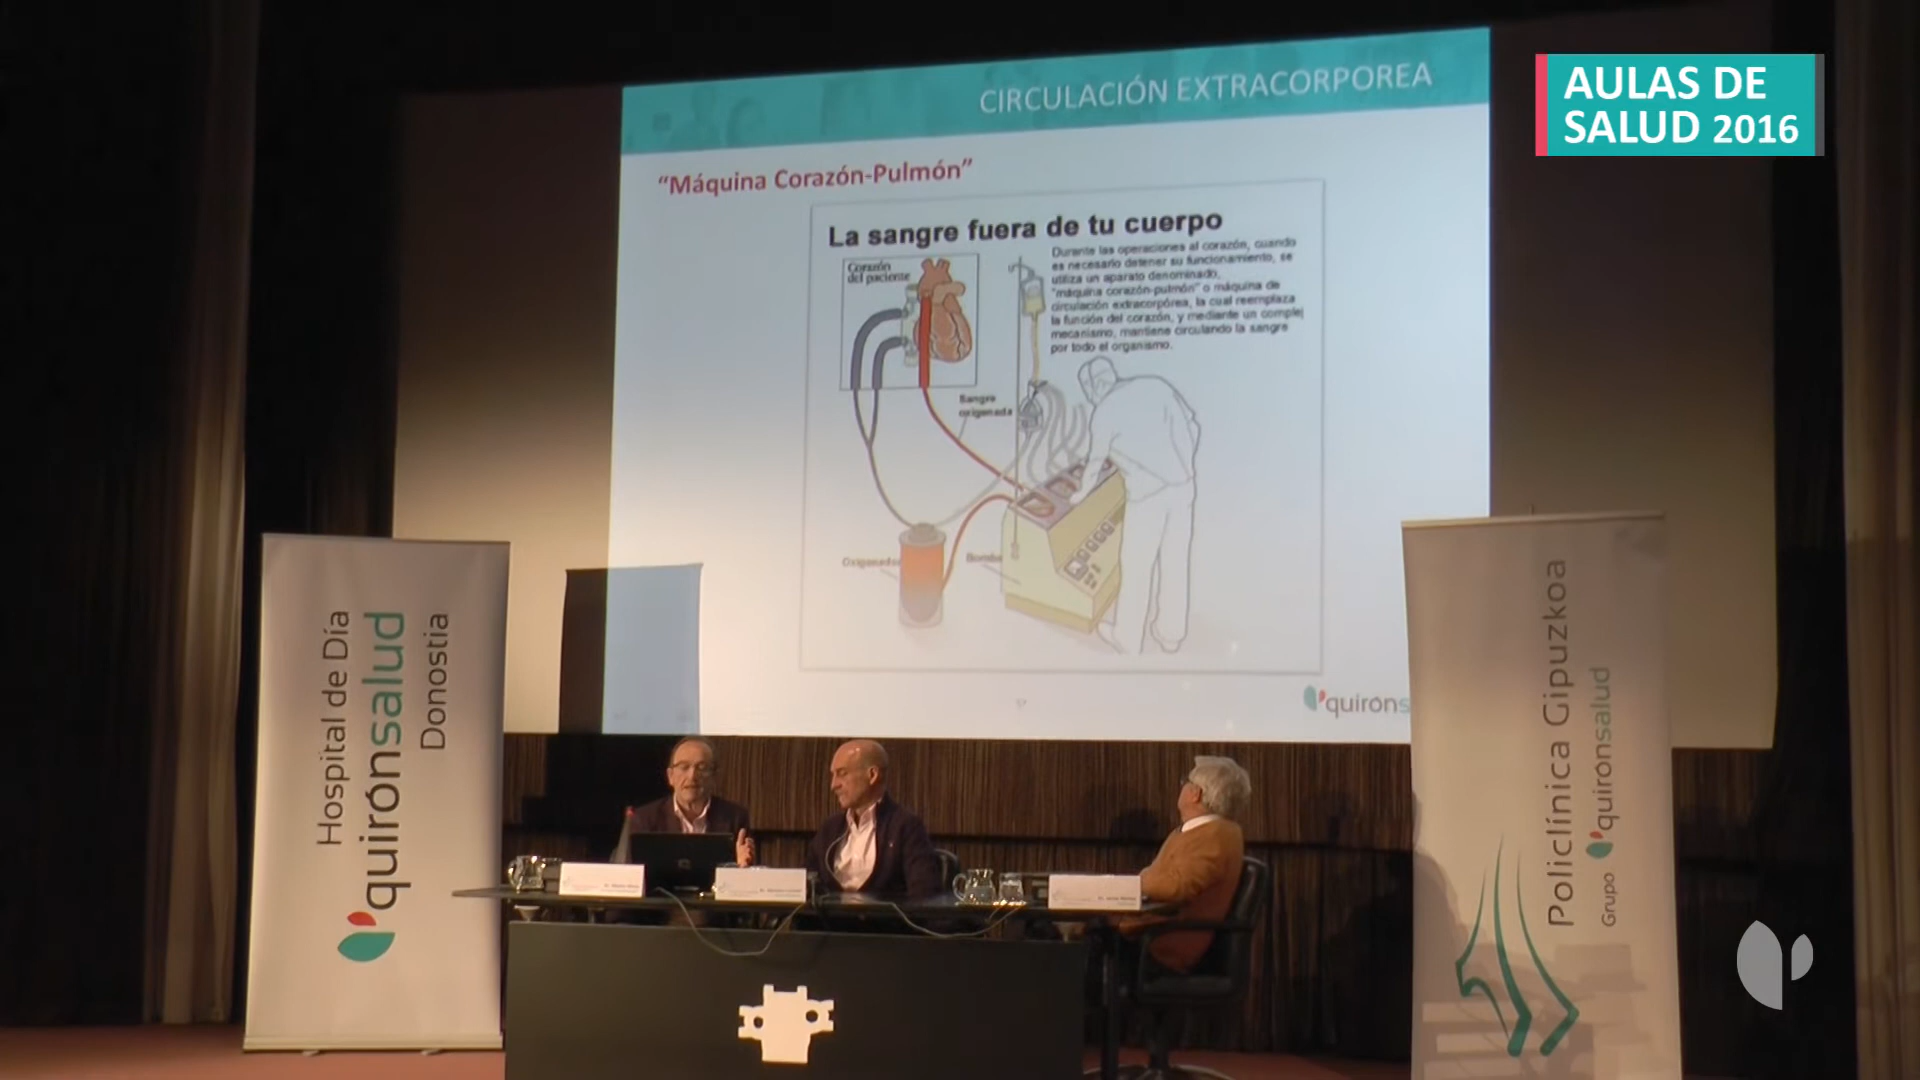 CIRCULACIÓN EXTRACORPOREA
AULAS DE
SALUD 2016
“Máquina Corazón-Pulmón”
La sangre fuera de tu cuerpo
Corazón
del paciente
Durante las operaciones al corazón, cuando
es necesario detener su funcionamiento, se
utiliza un aparato denominado,
"máquina corazón-pulmón" o máquina de
circulación extracorpórea, la cual reemplaza
la función del corazón, y mediante un complej
mecanismo, mantiene circulando la sangre
por todo el organismo.
Sangre
oxigenada
Oxigenador
Bomba
quiróns
Hospital de Día
quirónsalud
Donostia
Policlínica Gipuzkoa
Grupo quirónsalud